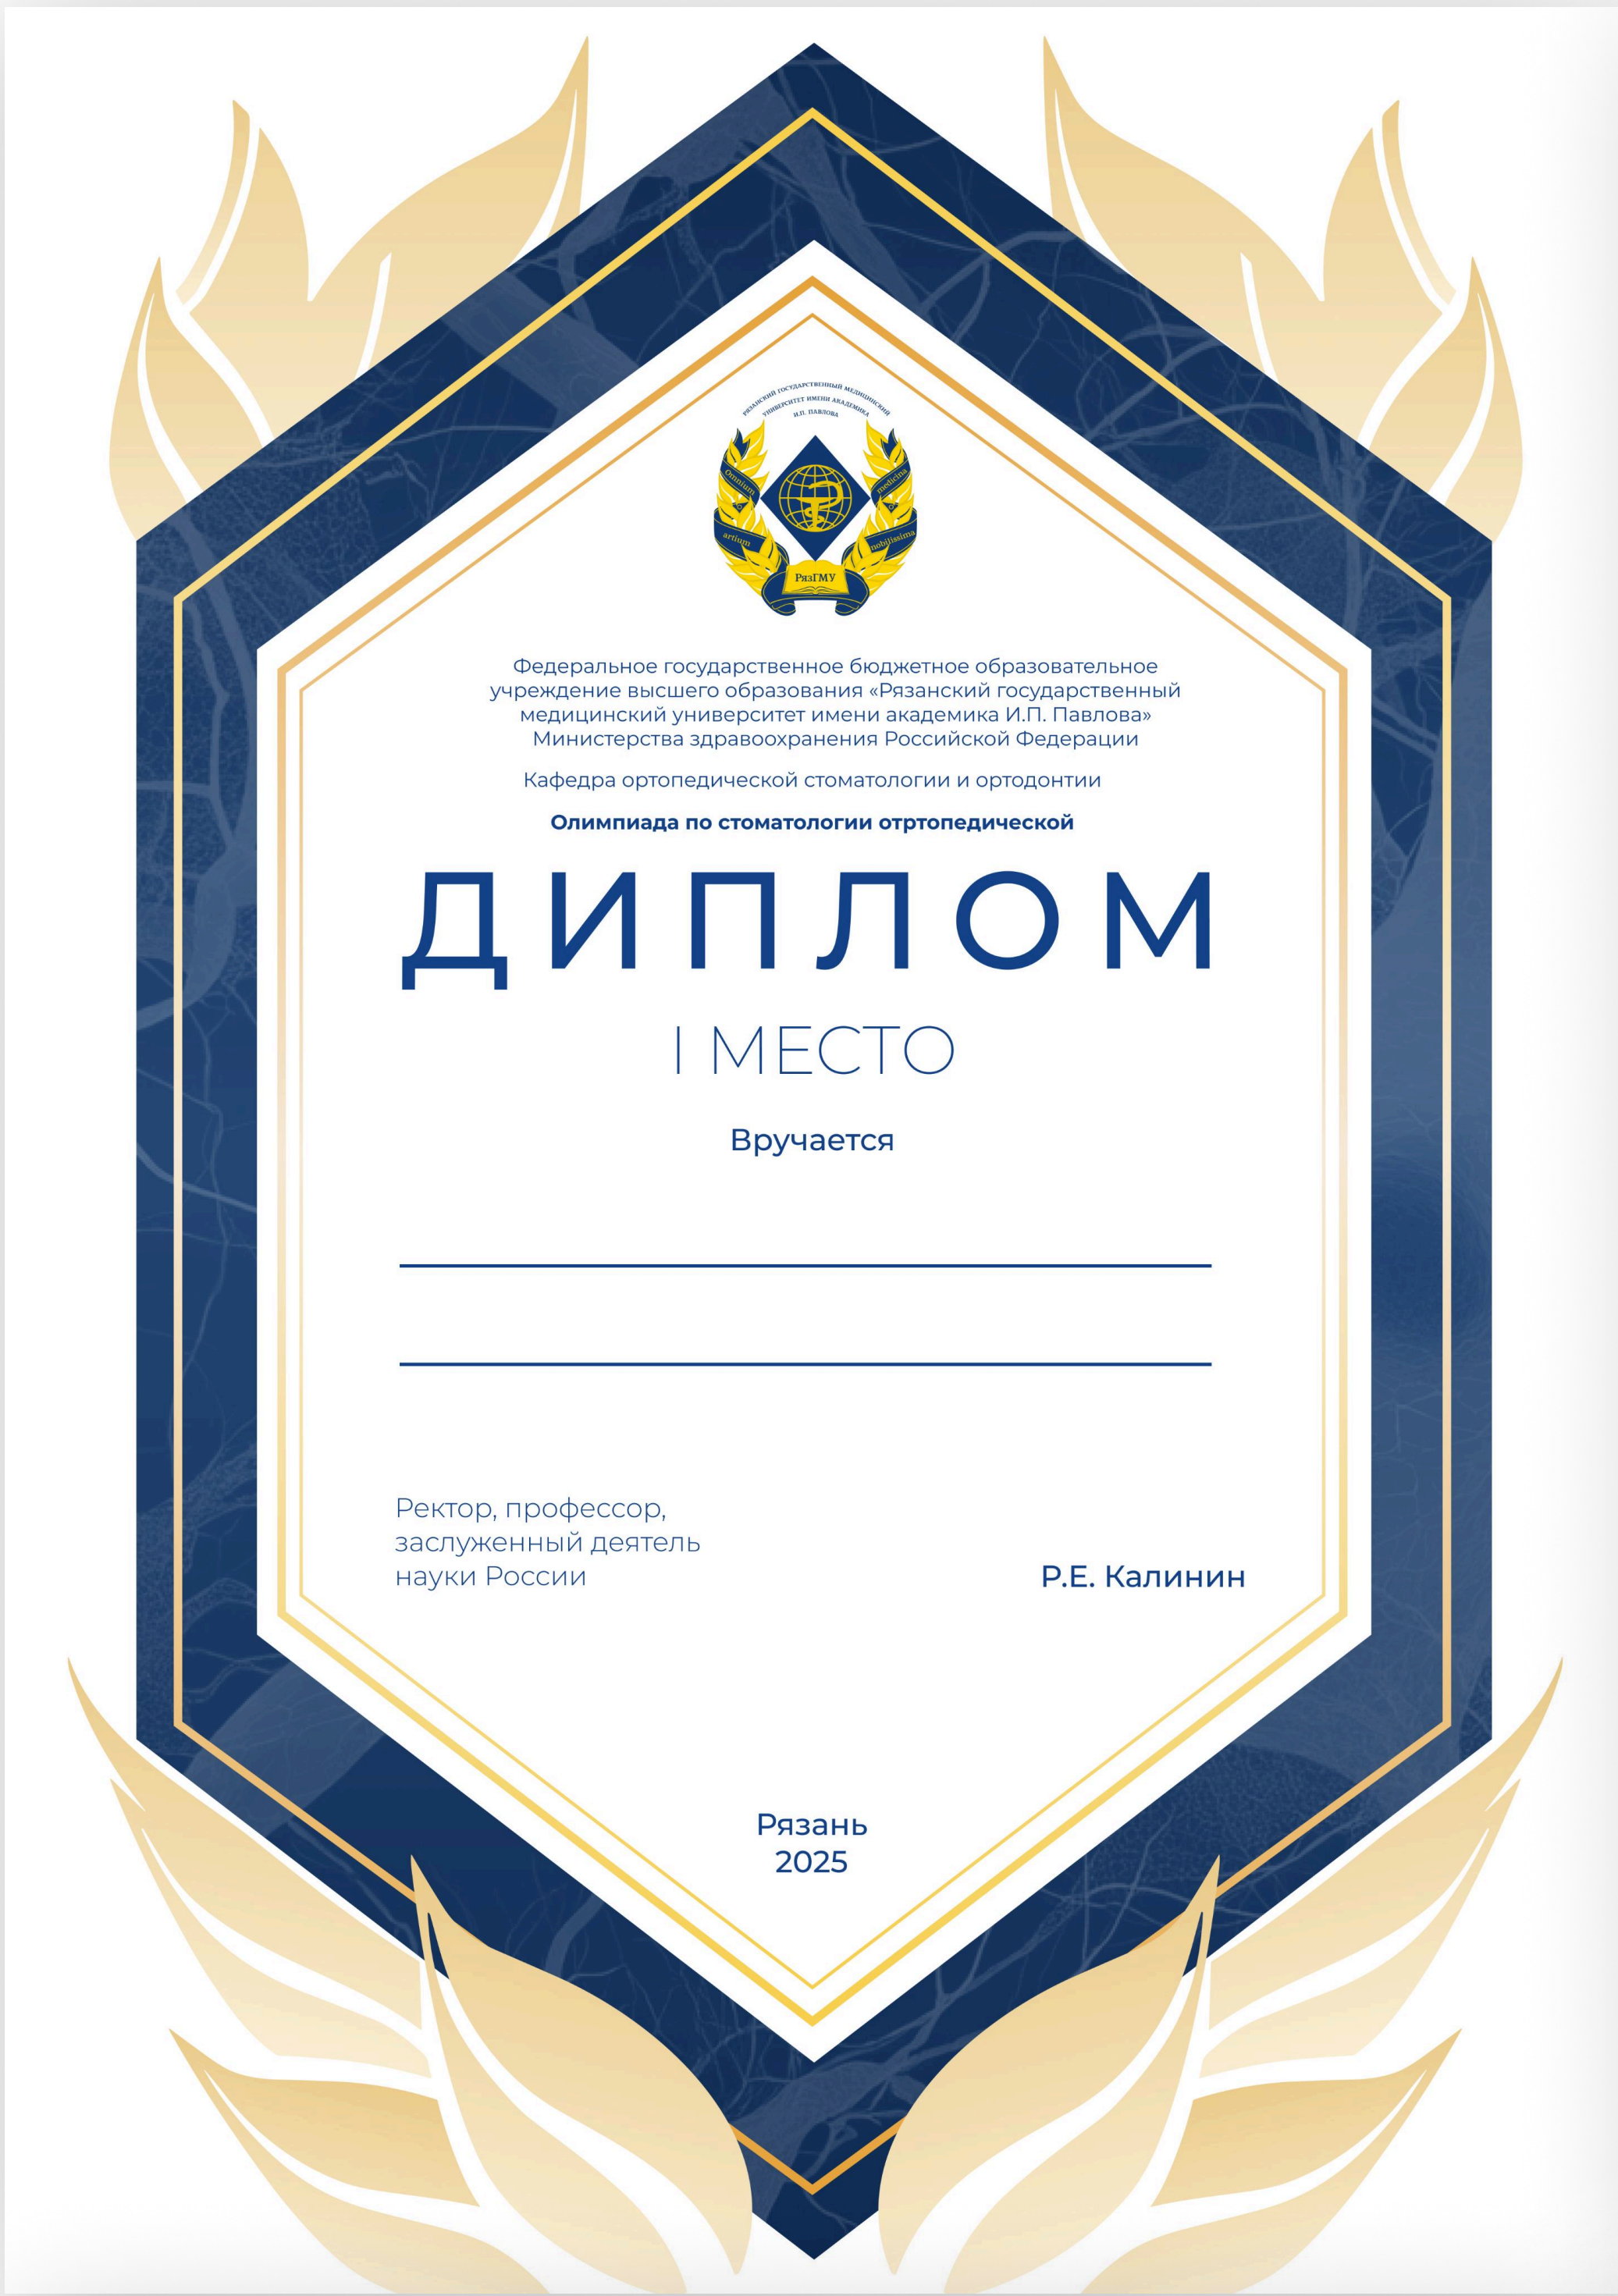 РЯЗАНСКИЙ ГОСУДАРСТВЕННЫЙ МЕДИЦИНСКИЙ
УНИВЕРСИТЕТ ИМЕНИ АКАДЕМИКА
И.П. ПАВЛОВА
Omnium
medicina
artium
nobilissima
РязГМУ
Федеральное государственное бюджетное образовательное
учреждение высшего образования «Рязанский государственный
медицинский университет имени академика И.П. Павлова»
Министерства здравоохранения Российской Федерации
Кафедра ортопедической стоматологии и ортодонтии
Олимпиада по стоматологии отртопедической
ДИПЛОМ
I МЕСТО
Вручается
Ректор, профессор,
заслуженный деятель
науки России
Р.Е. Калинин
Рязань
2025